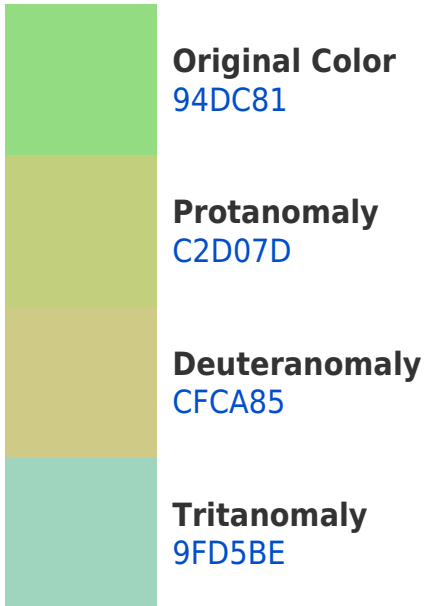 Original Color
94DC81
Protanomaly
C2D07D
Deuteranomaly
CFCA85
Tritanomaly
9FD5BE